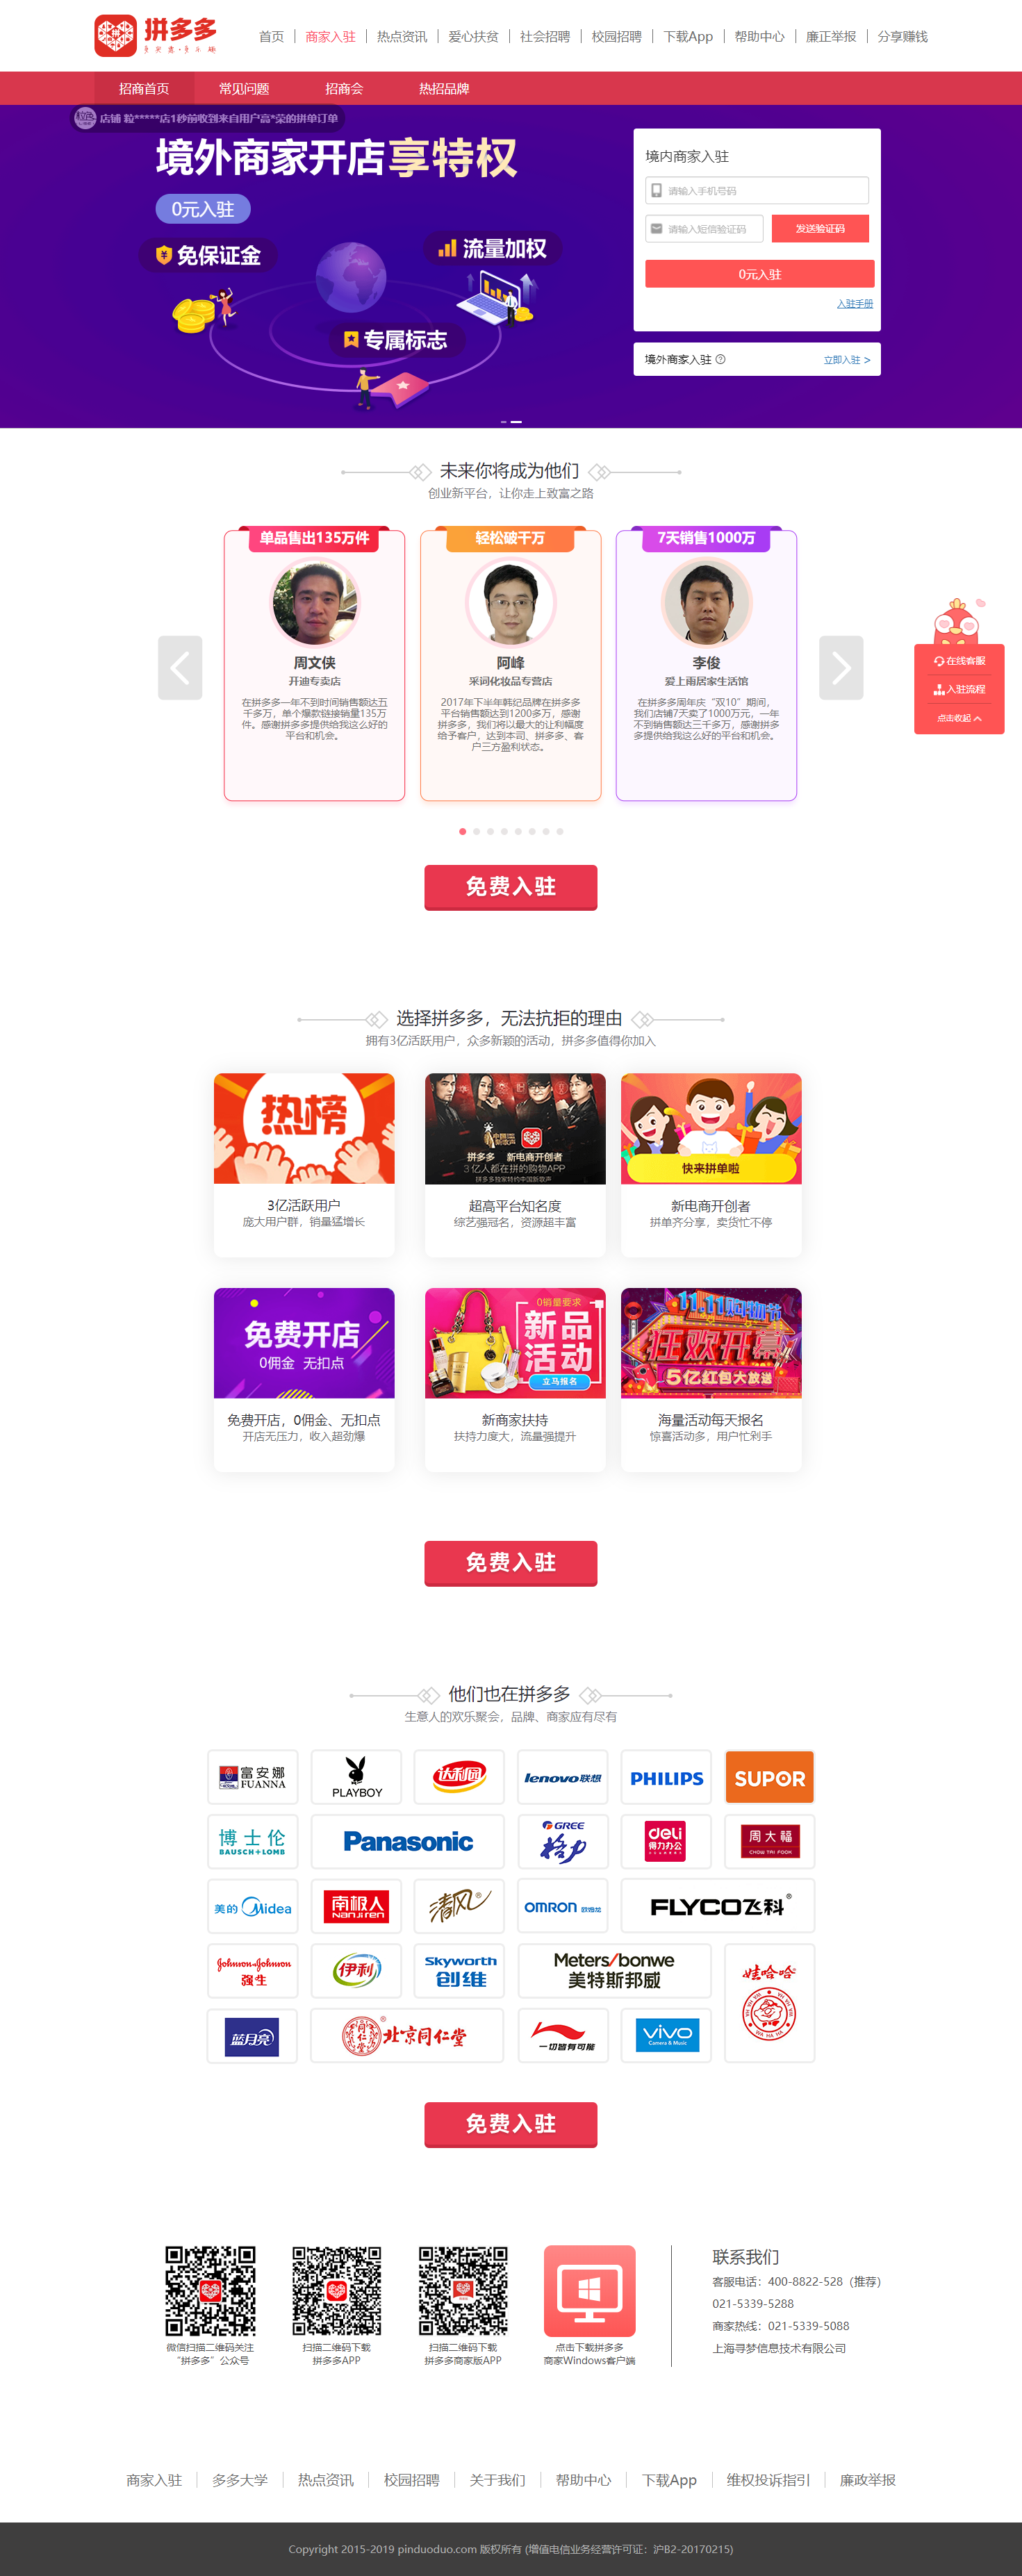 拼多多
首页 商家入驻 热点资讯 爱心扶贫 社会招聘 校园招聘 下载App 帮助中心 廉正举报 分享赚钱
招商首页 常见问题 招商会 热招品牌
店铺 粒*****店1秒前收到来自用户高*荣的拼单订单
境外商家开店享特权
0元入驻
免保证金
流量加权
专属标志
境内商家入驻
请输入手机号码
请输入短信验证码
发送验证码
0元入驻
入驻手册
境外商家入驻 ?
立即入驻 >
未来你将成为他们
创业新平台，让你走上致富之路
单品售出135万件
周文侠
开迪专卖店
在拼多多一年不到时间销售额达五
千多万，单个爆款链接销量135万
件。感谢拼多多提供给我这么好的
平台和机会。
轻松破千万
阿峰
采词化妆品专营店
2017年下半年韩纪品牌在拼多多
平台销售额达到1200多万，感谢
拼多多，我们将以最大的让利幅度
给予客户，达到本司、拼多多、客
户三方盈利状态。
7天销售1000万
李俊
爱上雨居家生活馆
在拼多多周年庆“双10”期间，
我们店铺7天卖了1000万元，一年
不到销售额达三千多万，感谢拼多
多提供给我这么好的平台和机会。
在线客服
入驻流程
点击收起
免费入驻
选择拼多多，无法抗拒的理由
拥有3亿活跃用户，众多新颖的活动，拼多多值得你加入
热榜
3亿活跃用户
庞大用户群，销量猛增长
中国新歌声
拼多多 新电商开创者
3亿人都在拼的购物APP
拼多多独家特约中国新歌声
超高平台知名度
综艺强冠名，资源超丰富
快来拼单啦
新电商开创者
拼单齐分享，卖货忙不停
免费开店
0佣金 无扣点
免费开店，0佣金、无扣点
开店无压力，收入超劲爆
0销量要求
新品
活动
立马报名
新商家扶持
扶持力度大，流量强提升
11.11购物节
狂欢开幕
5亿红包大放送
海量活动每天报名
惊喜活动多，用户忙剁手
免费入驻
他们也在拼多多
生意人的欢乐聚会，品牌、商家应有尽有
富安娜
FUANNA
PLAYBOY
达利园
lenovo联想
PHILIPS
SUPOR
博士伦
BAUSCH+LOMB
Panasonic
GREE
格力
deli
得力办公
周大福
CHOW TAI FOOK
美的 Midea
南极人
Nanjiren
清风®
OMRON 欧姆龙
FLYCO飞科®
Johnson&Johnson
强生
伊利
Skyworth
创维
Meters/bonwe
美特斯邦威
娃哈哈
WA HA HA
蓝月亮
同仁堂 ® 北京同仁堂
一切皆有可能
vivo
Camera & Music
免费入驻
微信扫描二维码关注
“拼多多”公众号
扫描二维码下载
拼多多APP
扫描二维码下载
拼多多商家版APP
点击下载拼多多
商家Windows客户端
联系我们
客服电话：400-8822-528（推荐）
021-5339-5288
商家热线：021-5339-5088
上海寻梦信息技术有限公司
商家入驻 多多大学 热点资讯 校园招聘 关于我们 帮助中心 下载App 维权投诉指引 廉政举报
Copyright 2015-2019 pinduoduo.com 版权所有 (增值电信业务经营许可证：沪B2-20170215)